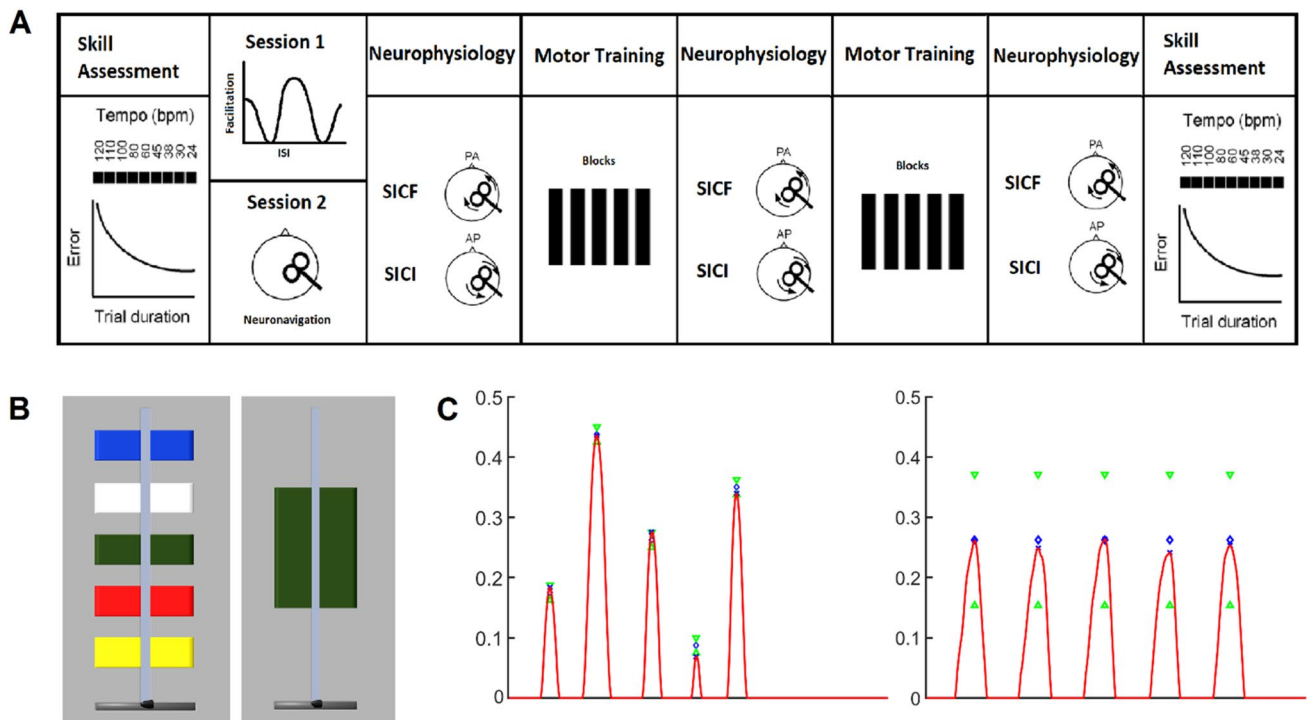 A
Skill
Assessment
Tempo (bpm)
120 110 100 80 60 45 38 30 24
Error
Trial duration
Session 1
Facilitation
ISI
Session 2
Neuronavigation
Neurophysiology
PA
SICF
AP
SICI
Motor Training
Blocks
Neurophysiology
PA
SICF
AP
SICI
Motor Training
Blocks
Neurophysiology
PA
SICF
AP
SICI
Skill
Assessment
Tempo (bpm)
120 110 100 80 60 45 38 30 24
Error
Trial duration
B
C
0.5
0.4
0.3
0.2
0.1
0
0.5
0.4
0.3
0.2
0.1
0